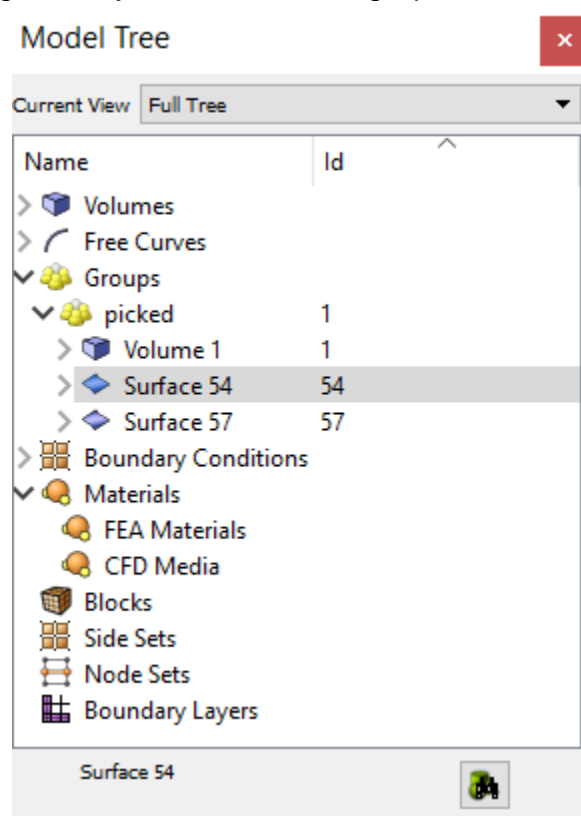 Model Tree
Current View Full Tree
Name Id
Volumes
Free Curves
Groups
picked 1
Volume 1 1
Surface 54 54
Surface 57 57
Boundary Conditions
Materials
FEA Materials
CFD Media
Blocks
Side Sets
Node Sets
Boundary Layers
Surface 54